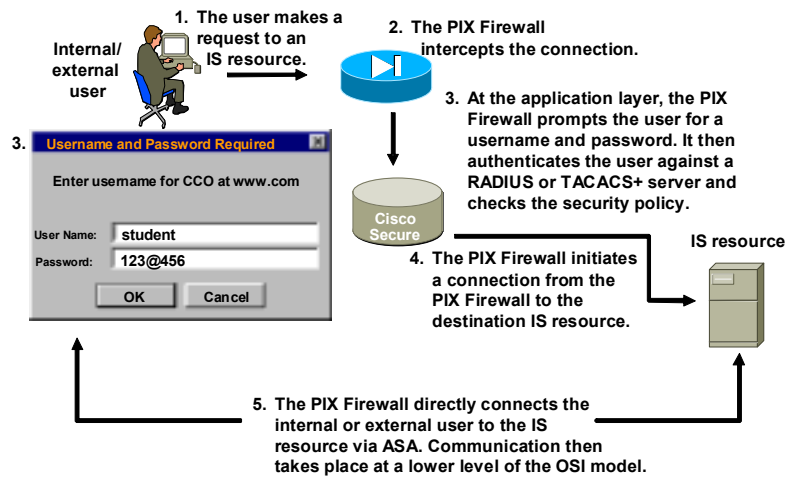 1. The user makes a
request to an
IS resource.
Internal/
external
user
2. The PIX Firewall
intercepts the connection.
3. At the application layer, the PIX
Firewall prompts the user for a
username and password. It then
authenticates the user against a
RADIUS or TACACS+ server and
checks the security policy.
3.
Username and Password Required
Enter username for CCO at www.com
User Name: student
Password: 123@456
OK Cancel
Cisco
Secure
4. The PIX Firewall initiates
a connection from the
PIX Firewall to the
destination IS resource.
IS resource
5. The PIX Firewall directly connects the
internal or external user to the IS
resource via ASA. Communication then
takes place at a lower level of the OSI model.